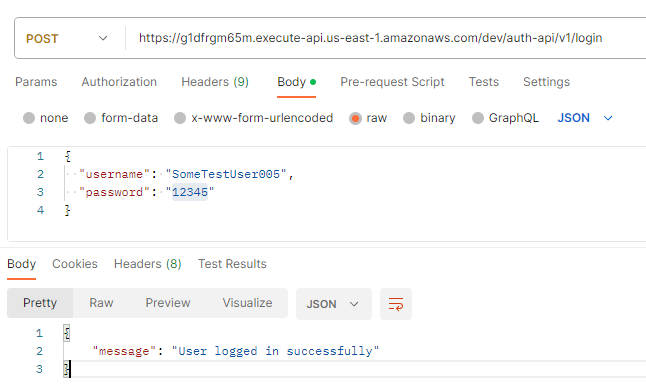 POST https://g1dfrgm65m.execute-api.us-east-1.amazonaws.com/dev/auth-api/v1/login
Params Authorization Headers (9) Body Pre-request Script Tests Settings
none form-data x-www-form-urlencoded raw binary GraphQL JSON
1 {
2 "username": "SomeTestUser005",
3 "password": "12345"
4 }
Body Cookies Headers (8) Test Results
Pretty Raw Preview Visualize JSON
1 {
2 "message": "User logged in successfully"
3 }